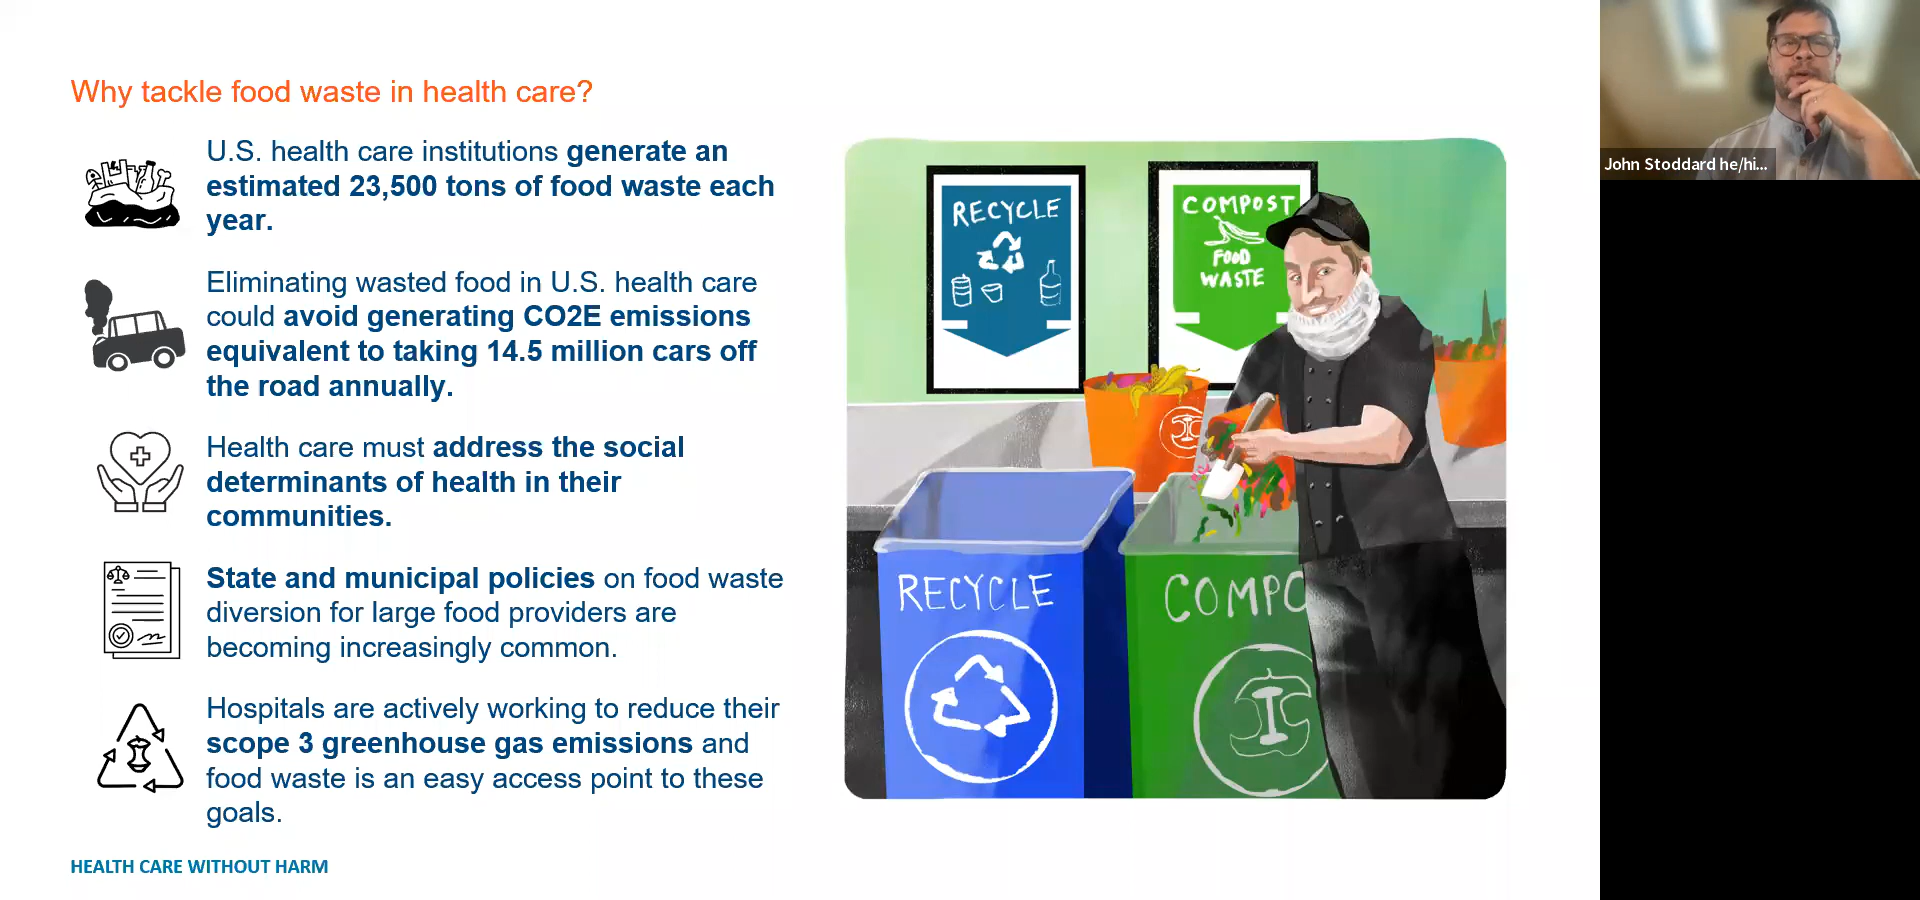 Why tackle food waste in health care?
U.S. health care institutions generate an
estimated 23,500 tons of food waste each
year.
Eliminating wasted food in U.S. health care
could avoid generating CO2E emissions
equivalent to taking 14.5 million cars off
the road annually.
Health care must address the social
determinants of health in their
communities.
State and municipal policies on food waste
diversion for large food providers are
becoming increasingly common.
Hospitals are actively working to reduce their
scope 3 greenhouse gas emissions and
food waste is an easy access point to these
goals.
HEALTH CARE WITHOUT HARM
RECYCLE
COMPOST
FOOD
WASTE
RECYCLE
COMPO
John Stoddard he/hi...